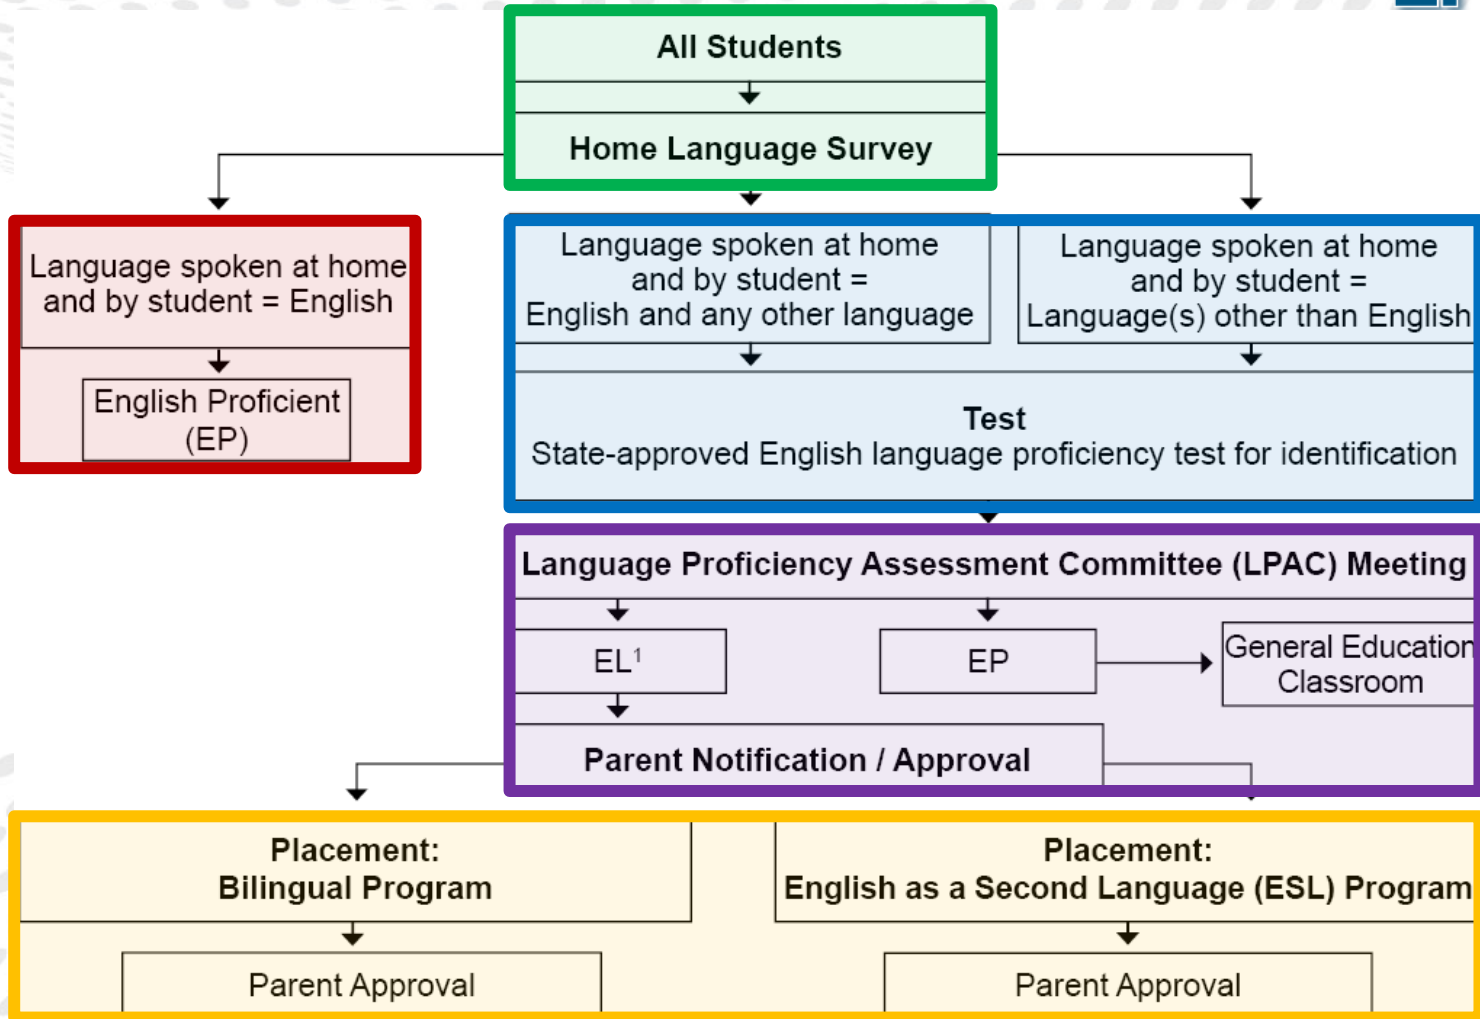 All Students
Home Language Survey
Language spoken at home
and by student = English
English Proficient
(EP)
Language spoken at home
and by student =
English and any other language
Language spoken at home
and by student =
Language(s) other than English
Test
State-approved English language proficiency test for identification
Language Proficiency Assessment Committee (LPAC) Meeting
EL¹
EP
General Education
Classroom
Parent Notification / Approval
Placement:
Bilingual Program
Parent Approval
Placement:
English as a Second Language (ESL) Program
Parent Approval